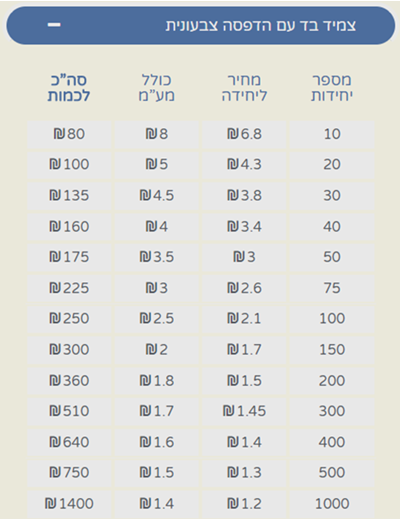 צמיד בד עם הדפסה צבעונית
מספר יחידות מחיר ליחידה כולל מע"מ סה"כ לכמות
10 6.8₪ 8₪ 80₪
20 4.3₪ 5₪ 100₪
30 3.8₪ 4.5₪ 135₪
40 3.4₪ 4₪ 160₪
50 3₪ 3.5₪ 175₪
75 2.6₪ 3₪ 225₪
100 2.1₪ 2.5₪ 250₪
150 1.7₪ 2₪ 300₪
200 1.5₪ 1.8₪ 360₪
300 1.45₪ 1.7₪ 510₪
400 1.4₪ 1.6₪ 640₪
500 1.3₪ 1.5₪ 750₪
1000 1.2₪ 1.4₪ 1400₪